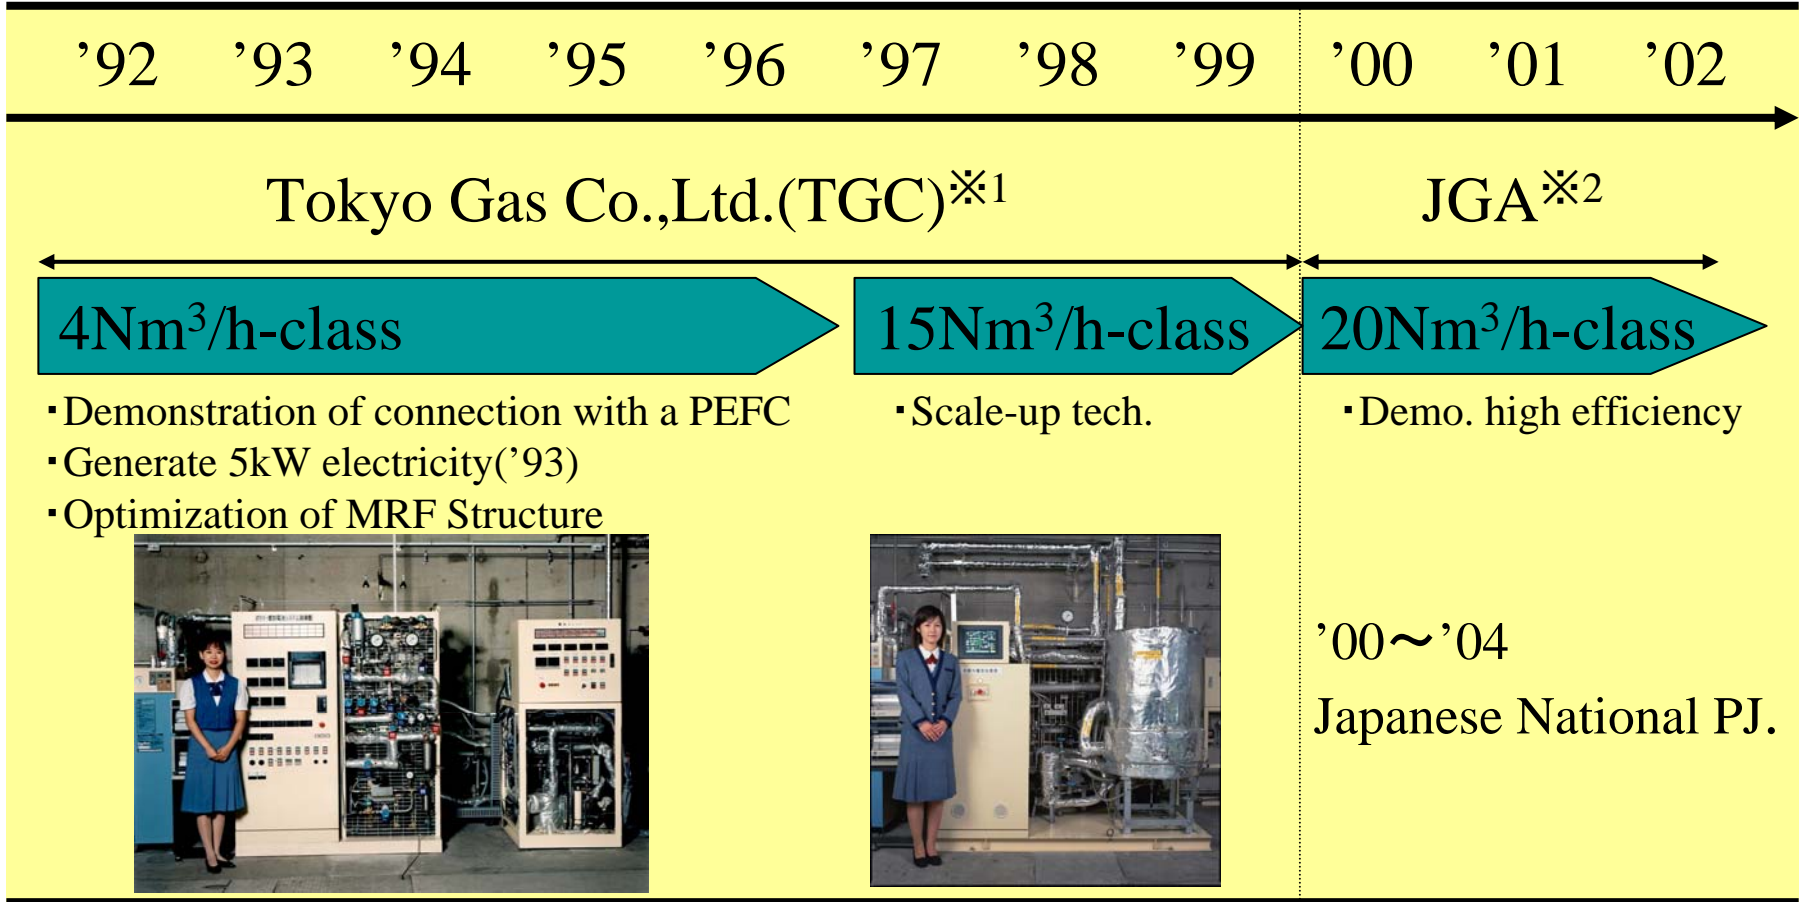 ’92 ’93 ’94 ’95 ’96 ’97 ’98 ’99 ’00 ’01 ’02
Tokyo Gas Co.,Ltd.(TGC)※1
JGA※2
4Nm³/h-class
15Nm³/h-class
20Nm³/h-class
･Demonstration of connection with a PEFC
･Generate 5kW electricity(’93)
･Optimization of MRF Structure
･Scale-up tech.
･Demo. high efficiency
’00～’04
Japanese National PJ.